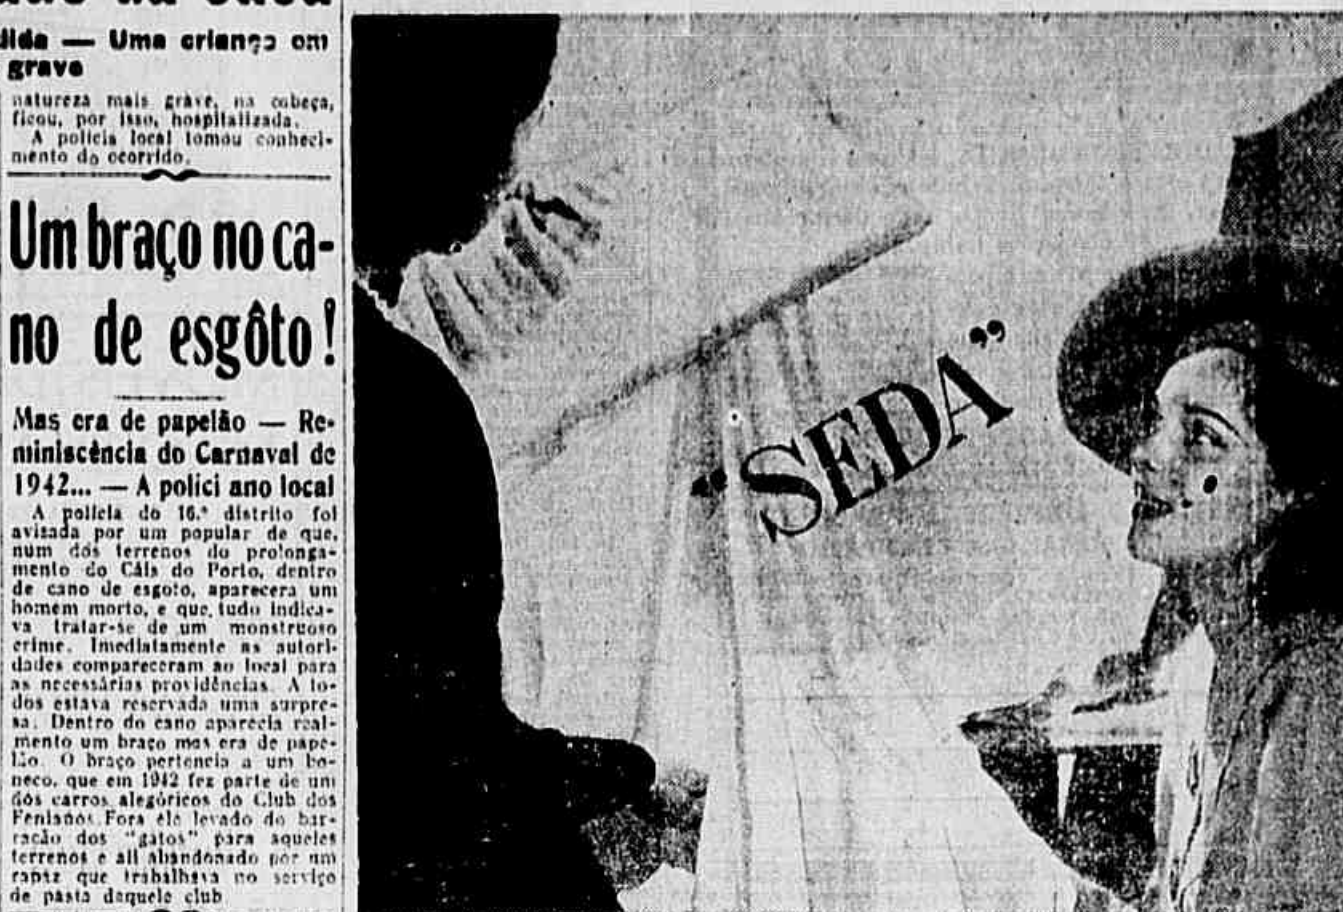 Uma criança em
grave
natureza mais grave, na cabeça,
ficou, por isso, hospitalizada.
A policia local tomou conheci-
mento do ocorrido.
Um braço no ca-
no de esgôto!
Mas era de papelão — Re-
miniscência do Carnaval de
1942... — A polici ano local
A policia do 16.º distrito foi
avisada por um popular de que,
num dos terrenos do prolonga-
mento do Cáis do Porto, dentro
de cano de esgoto, aparecera um
homem morto, e que tudo indica-
va tratar-se de um monstruoso
crime. Imediatamente as autori-
dades compareceram ao local para
as necessárias providências. A to-
dos estava reservada uma surpre-
sa. Dentro do cano aparecia real-
mento um braço mas era de pape-
lão. O braço pertencia a um bo-
neco, que em 1942 fez parte de um
dos carros alegóricos do Club dos
Fenianos. Fora ele levado do bar-
racão dos "gatos" para aqueles
terrenos e ali abandonado por um
rapaz que trabalhava no serviço
de pasta daquele club
"SEDA"